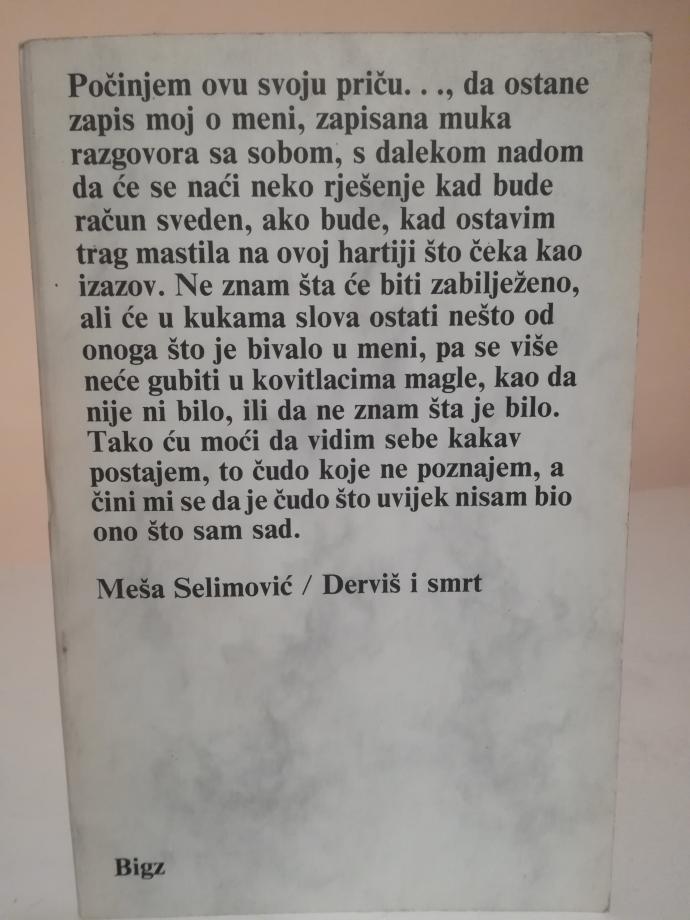 Počinjem ovu svoju priču. . ., da ostane
zapis moj o meni, zapisana muka
razgovora sa sobom, s dalekom nadom
da će se naći neko rješenje kad bude
račun sveden, ako bude, kad ostavim
trag mastila na ovoj hartiji što čeka kao
izazov. Ne znam šta će biti zabilježeno,
ali će u kukama slova ostati nešto od
onoga što je bivalo u meni, pa se više
neće gubiti u kovitlacima magle, kao da
nije ni bilo, ili da ne znam šta je bilo.
Tako ću moći da vidim sebe kakav
postajem, to čudo koje ne poznajem, a
čini mi se da je čudo što uvijek nisam bio
ono što sam sad.
Meša Selimović / Derviš i smrt
Bigz